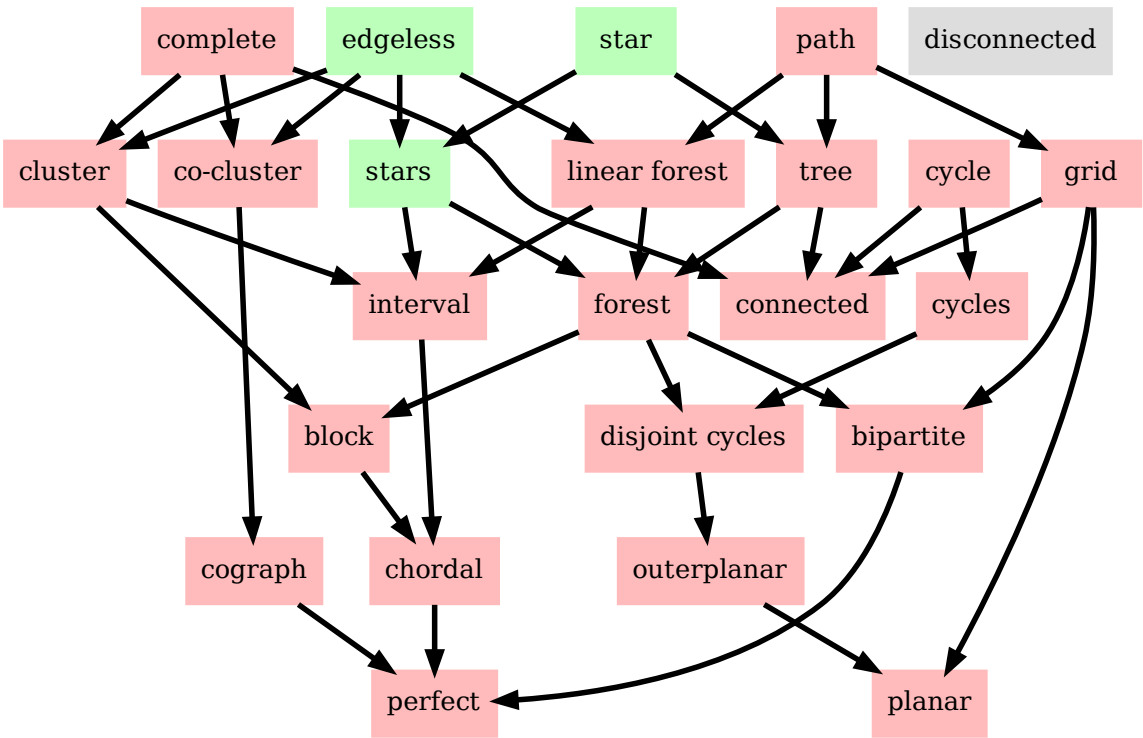 complete
edgeless
star
path
disconnected
cluster
co-cluster
stars
linear forest
tree
cycle
grid
interval
forest
connected
cycles
block
disjoint cycles
bipartite
cograph
chordal
outerplanar
perfect
planar